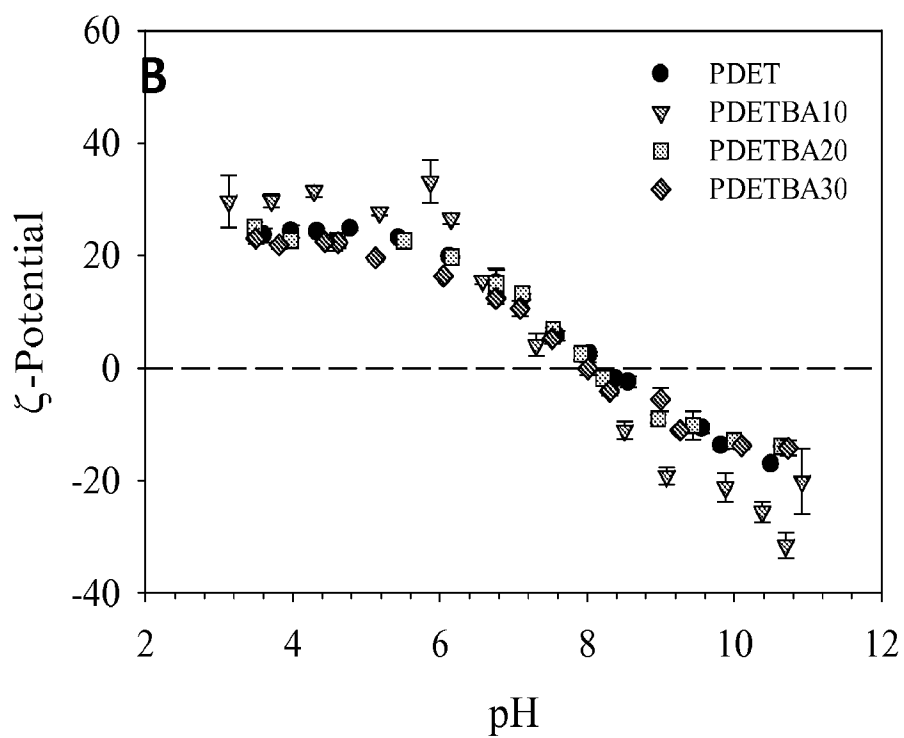 60
B
PDET
PDETBA10
40
PDETBA20
PDETBA30
20
ζ-Potential
0
-20
-40
2 4 6 8 10 12
pH